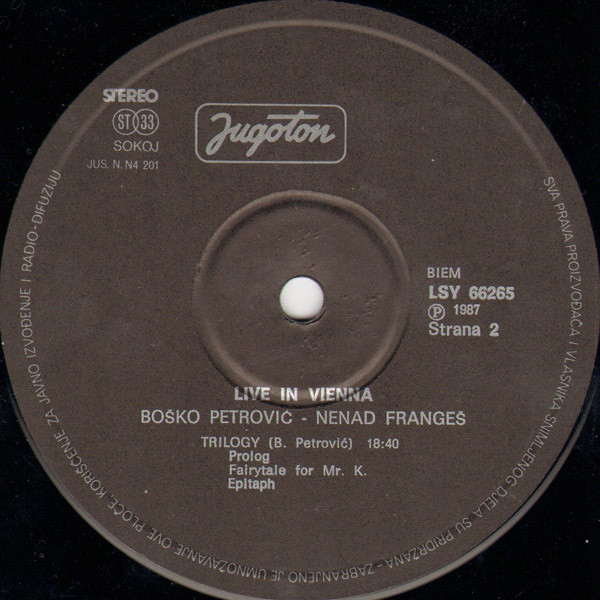 STEREO
ST 33
SOKOJ
JUS. N. N4 201
Jugoton
BIEM
LSY 66265
Ⓟ 1987
Strana 2
LIVE IN VIENNA
BOŠKO PETROVIĆ - NENAD FRANGEŠ
TRILOGY (B. Petrović) 18:40
Prolog
Fairytale for Mr. K.
Epitaph
SVA PRAVA PROIZVOĐAČA I VLASNIKA SNIMLJENOG DJELA SU PRIDRŽANA - ZABRANJENO JE UMNOŽAVANJE OVE PLOČE, KORIŠĆENJE ZA JAVNO IZVOĐENJE I RADIO-DIFUZIJU